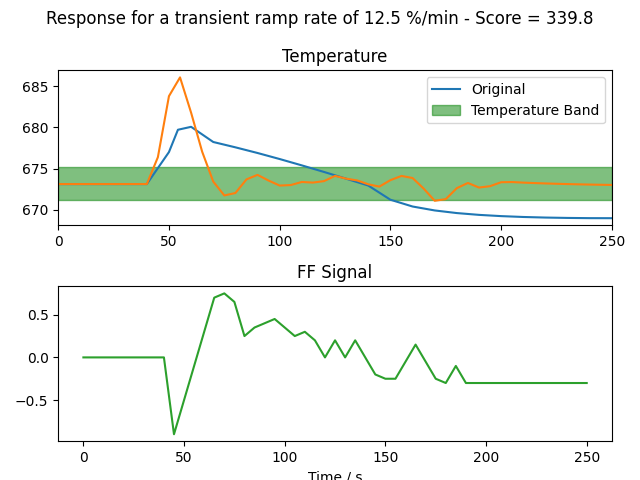 Response for a transient ramp rate of 12.5 %/min - Score = 339.8
Temperature
685
680
675
670
Original
Temperature Band
0 50 100 150 200 250
FF Signal
0.5
0.0
−0.5
0 50 100 150 200 250
Time / s